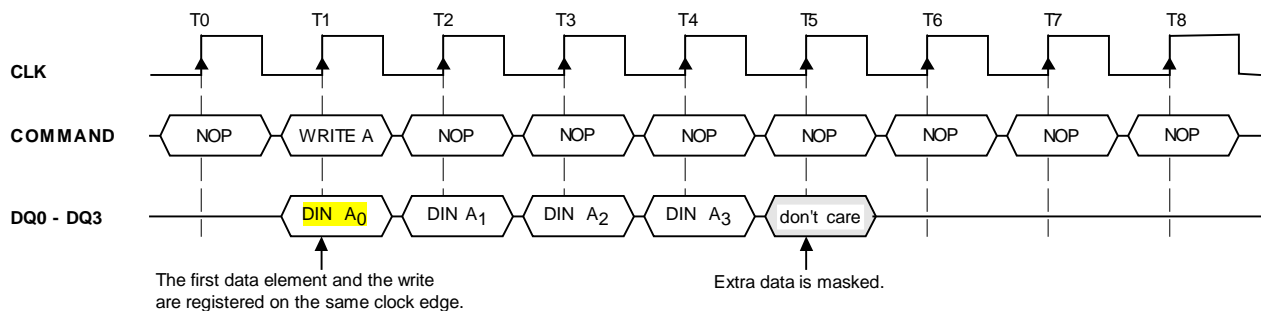 T0 T1 T2 T3 T4 T5 T6 T7 T8
CLK
COMMAND NOP WRITE A NOP NOP NOP NOP NOP NOP NOP
DQ0 - DQ3 DIN A0 DIN A1 DIN A2 DIN A3 don't care
The first data element and the write
are registered on the same clock edge.
Extra data is masked.